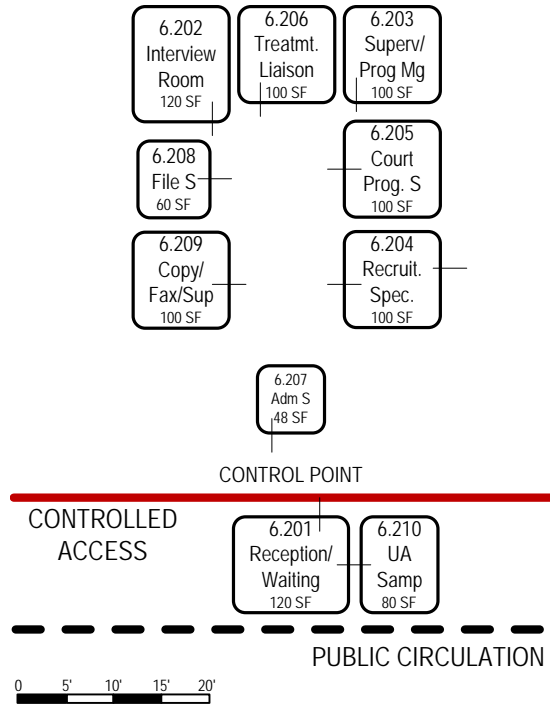 6.202
Interview
Room
120 SF
6.206
Treatmt.
Liaison
100 SF
6.203
Superv/
Prog Mg
100 SF
6.208
File S
60 SF
6.205
Court
Prog. S
100 SF
6.209
Copy/
Fax/Sup
100 SF
6.204
Recruit.
Spec.
100 SF
6.207
Adm S
48 SF
CONTROL POINT
CONTROLLED
ACCESS
6.201
Reception/
Waiting
120 SF
6.210
UA
Samp
80 SF
PUBLIC CIRCULATION
0 5' 10' 15' 20'